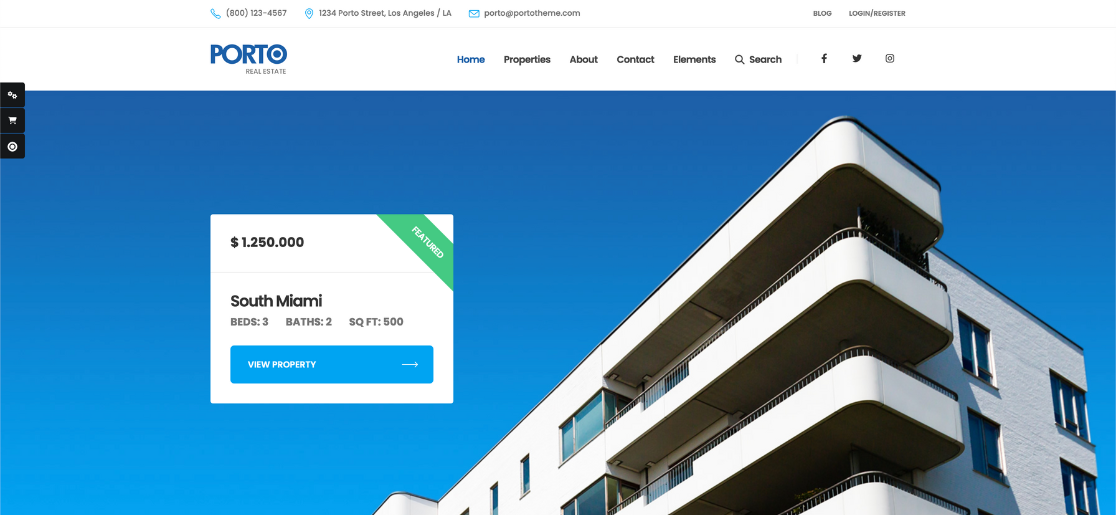 (800) 123-4567 1234 Porto Street, Los Angeles / LA porto@portotheme.com BLOG LOGIN/REGISTER
PORTO
REAL ESTATE
Home Properties About Contact Elements Search
FEATURED
$ 1.250.000
South Miami
BEDS: 3 BATHS: 2 SQ FT: 500
VIEW PROPERTY